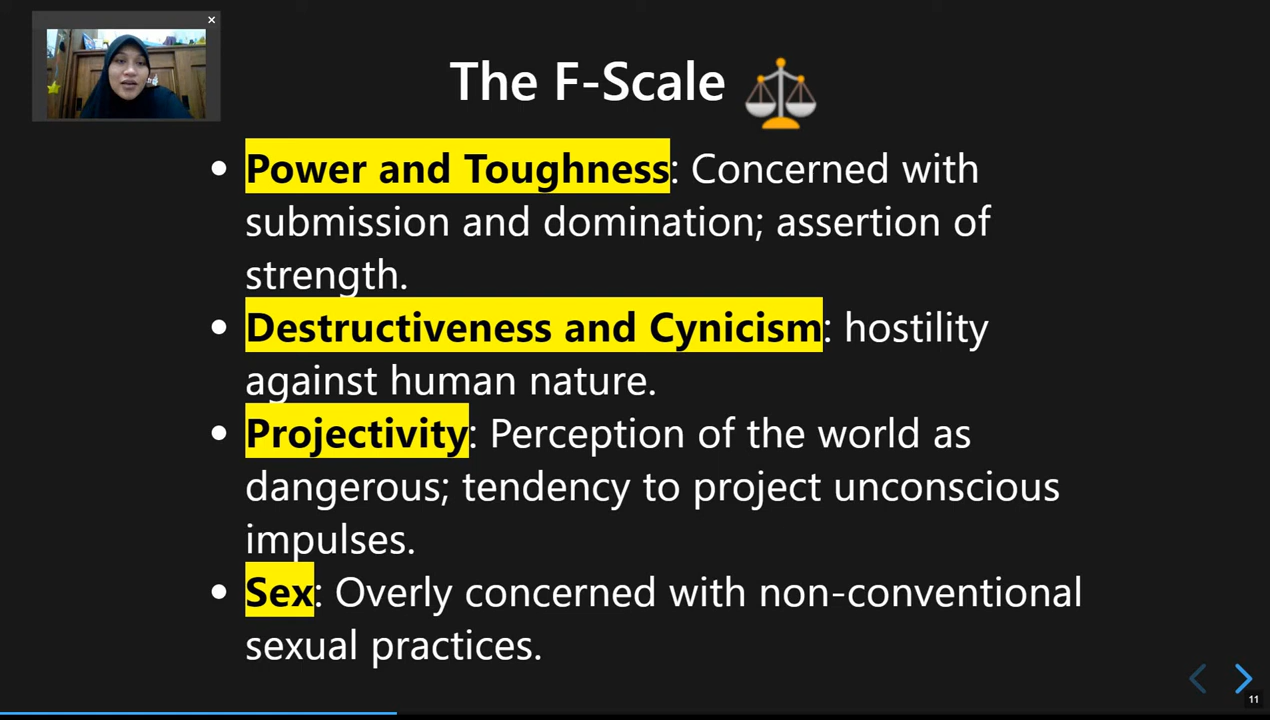 The F-Scale
Power and Toughness: Concerned with
submission and domination; assertion of
strength.
Destructiveness and Cynicism: hostility
against human nature.
Projectivity: Perception of the world as
dangerous; tendency to project unconscious
impulses.
Sex: Overly concerned with non-conventional
sexual practices.
11